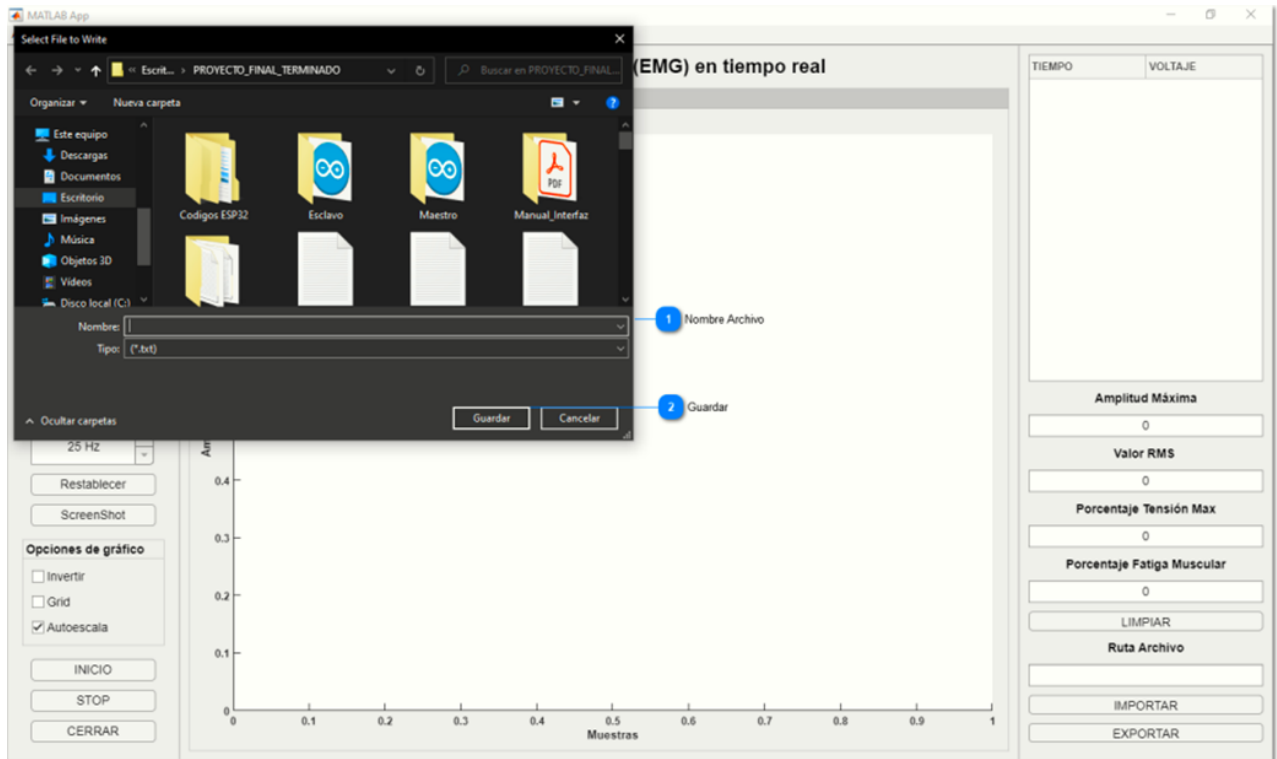 MATLAB App
Select File to Write
« Escrit... › PROYECTO_FINAL_TERMINADO
Buscar en PROYECTO_FINAL...
Organizar
Nueva carpeta
Este equipo
Descargas
Documentos
Escritorio
Imágenes
Música
Objetos 3D
Vídeos
Disco local (C:)
Codigos ESP32
Esclavo
Maestro
PDF
Manual_Interfaz
Nombre:
Tipo: (*.txt)
Ocultar carpetas
Guardar
Cancelar
1 Nombre Archivo
2 Guardar
(EMG) en tiempo real
25 Hz
Restablecer
ScreenShot
Opciones de gráfico
Invertir
Grid
Autoescala
INICIO
STOP
CERRAR
0.4
0.3
0.2
0.1
0
0 0.1 0.2 0.3 0.4 0.5 0.6 0.7 0.8 0.9 1
Muestras
TIEMPO VOLTAJE
Amplitud Máxima
0
Valor RMS
0
Porcentaje Tensión Max
0
Porcentaje Fatiga Muscular
0
LIMPIAR
Ruta Archivo
IMPORTAR
EXPORTAR